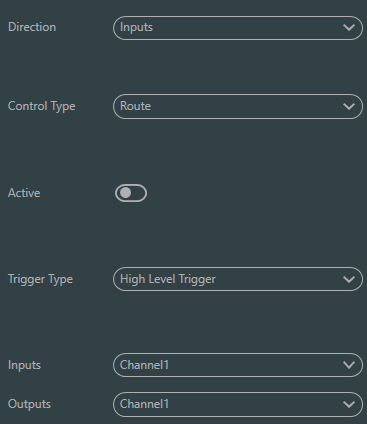 Direction Inputs
Control Type Route
Active
Trigger Type High Level Trigger
Inputs Channel1
Outputs Channel1